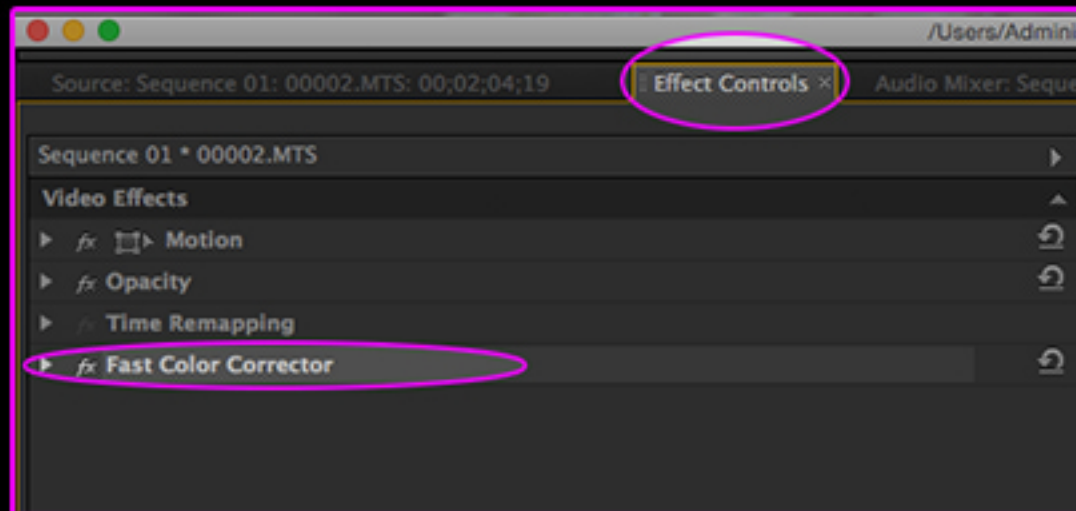 /Users/Admini
Source: Sequence 01: 00002.MTS: 00;02;04;19
Effect Controls ×
Audio Mixer: Seque
Sequence 01 * 00002.MTS
Video Effects
fx Motion
fx Opacity
fx Time Remapping
fx Fast Color Corrector